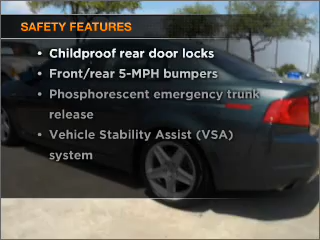 SAFETY FEATURES
• Childproof rear door locks
• Front/rear 5-MPH bumpers
• Phosphorescent emergency trunk
release
• Vehicle Stability Assist (VSA)
system